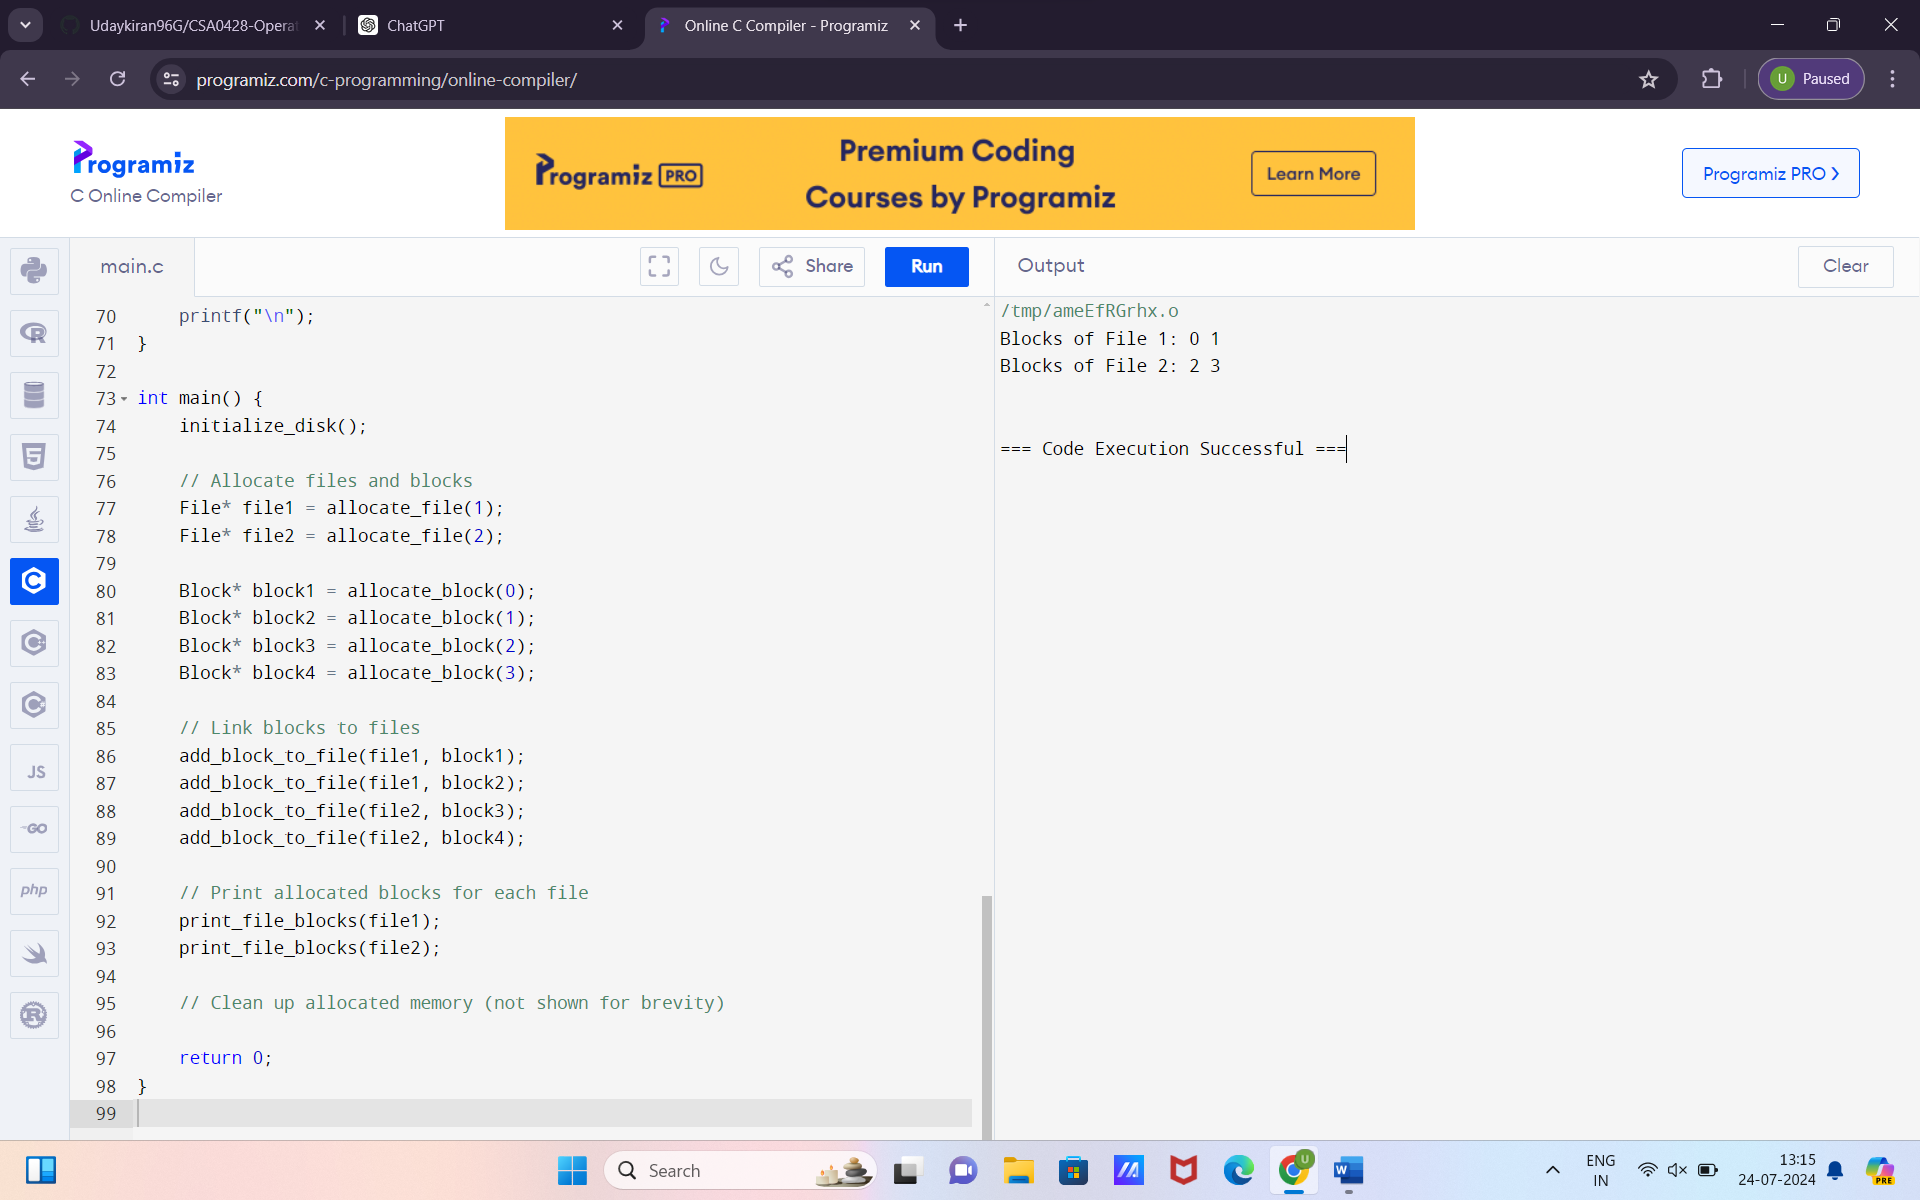 Udaykiran96G/CSA0428-Opera
ChatGPT
Online C Compiler - Programiz
programiz.com/c-programming/online-compiler/
U Paused
Programiz
C Online Compiler
Programiz PRO
Premium Coding
Courses by Programiz
Learn More
Programiz PRO
main.c
Share
Run
Output
Clear
70 printf("\n");
71 }
72
73 int main() {
74 initialize_disk();
75
76 // Allocate files and blocks
77 File* file1 = allocate_file(1);
78 File* file2 = allocate_file(2);
79
80 Block* block1 = allocate_block(0);
81 Block* block2 = allocate_block(1);
82 Block* block3 = allocate_block(2);
83 Block* block4 = allocate_block(3);
84
85 // Link blocks to files
86 add_block_to_file(file1, block1);
87 add_block_to_file(file1, block2);
88 add_block_to_file(file2, block3);
89 add_block_to_file(file2, block4);
90
91 // Print allocated blocks for each file
92 print_file_blocks(file1);
93 print_file_blocks(file2);
94
95 // Clean up allocated memory (not shown for brevity)
96
97 return 0;
98 }
99
/tmp/ameEfRGrhx.o
Blocks of File 1: 0 1
Blocks of File 2: 2 3
=== Code Execution Successful ===
JS
GO
php
Search
U
ENG
IN
13:15
24-07-2024
PRE